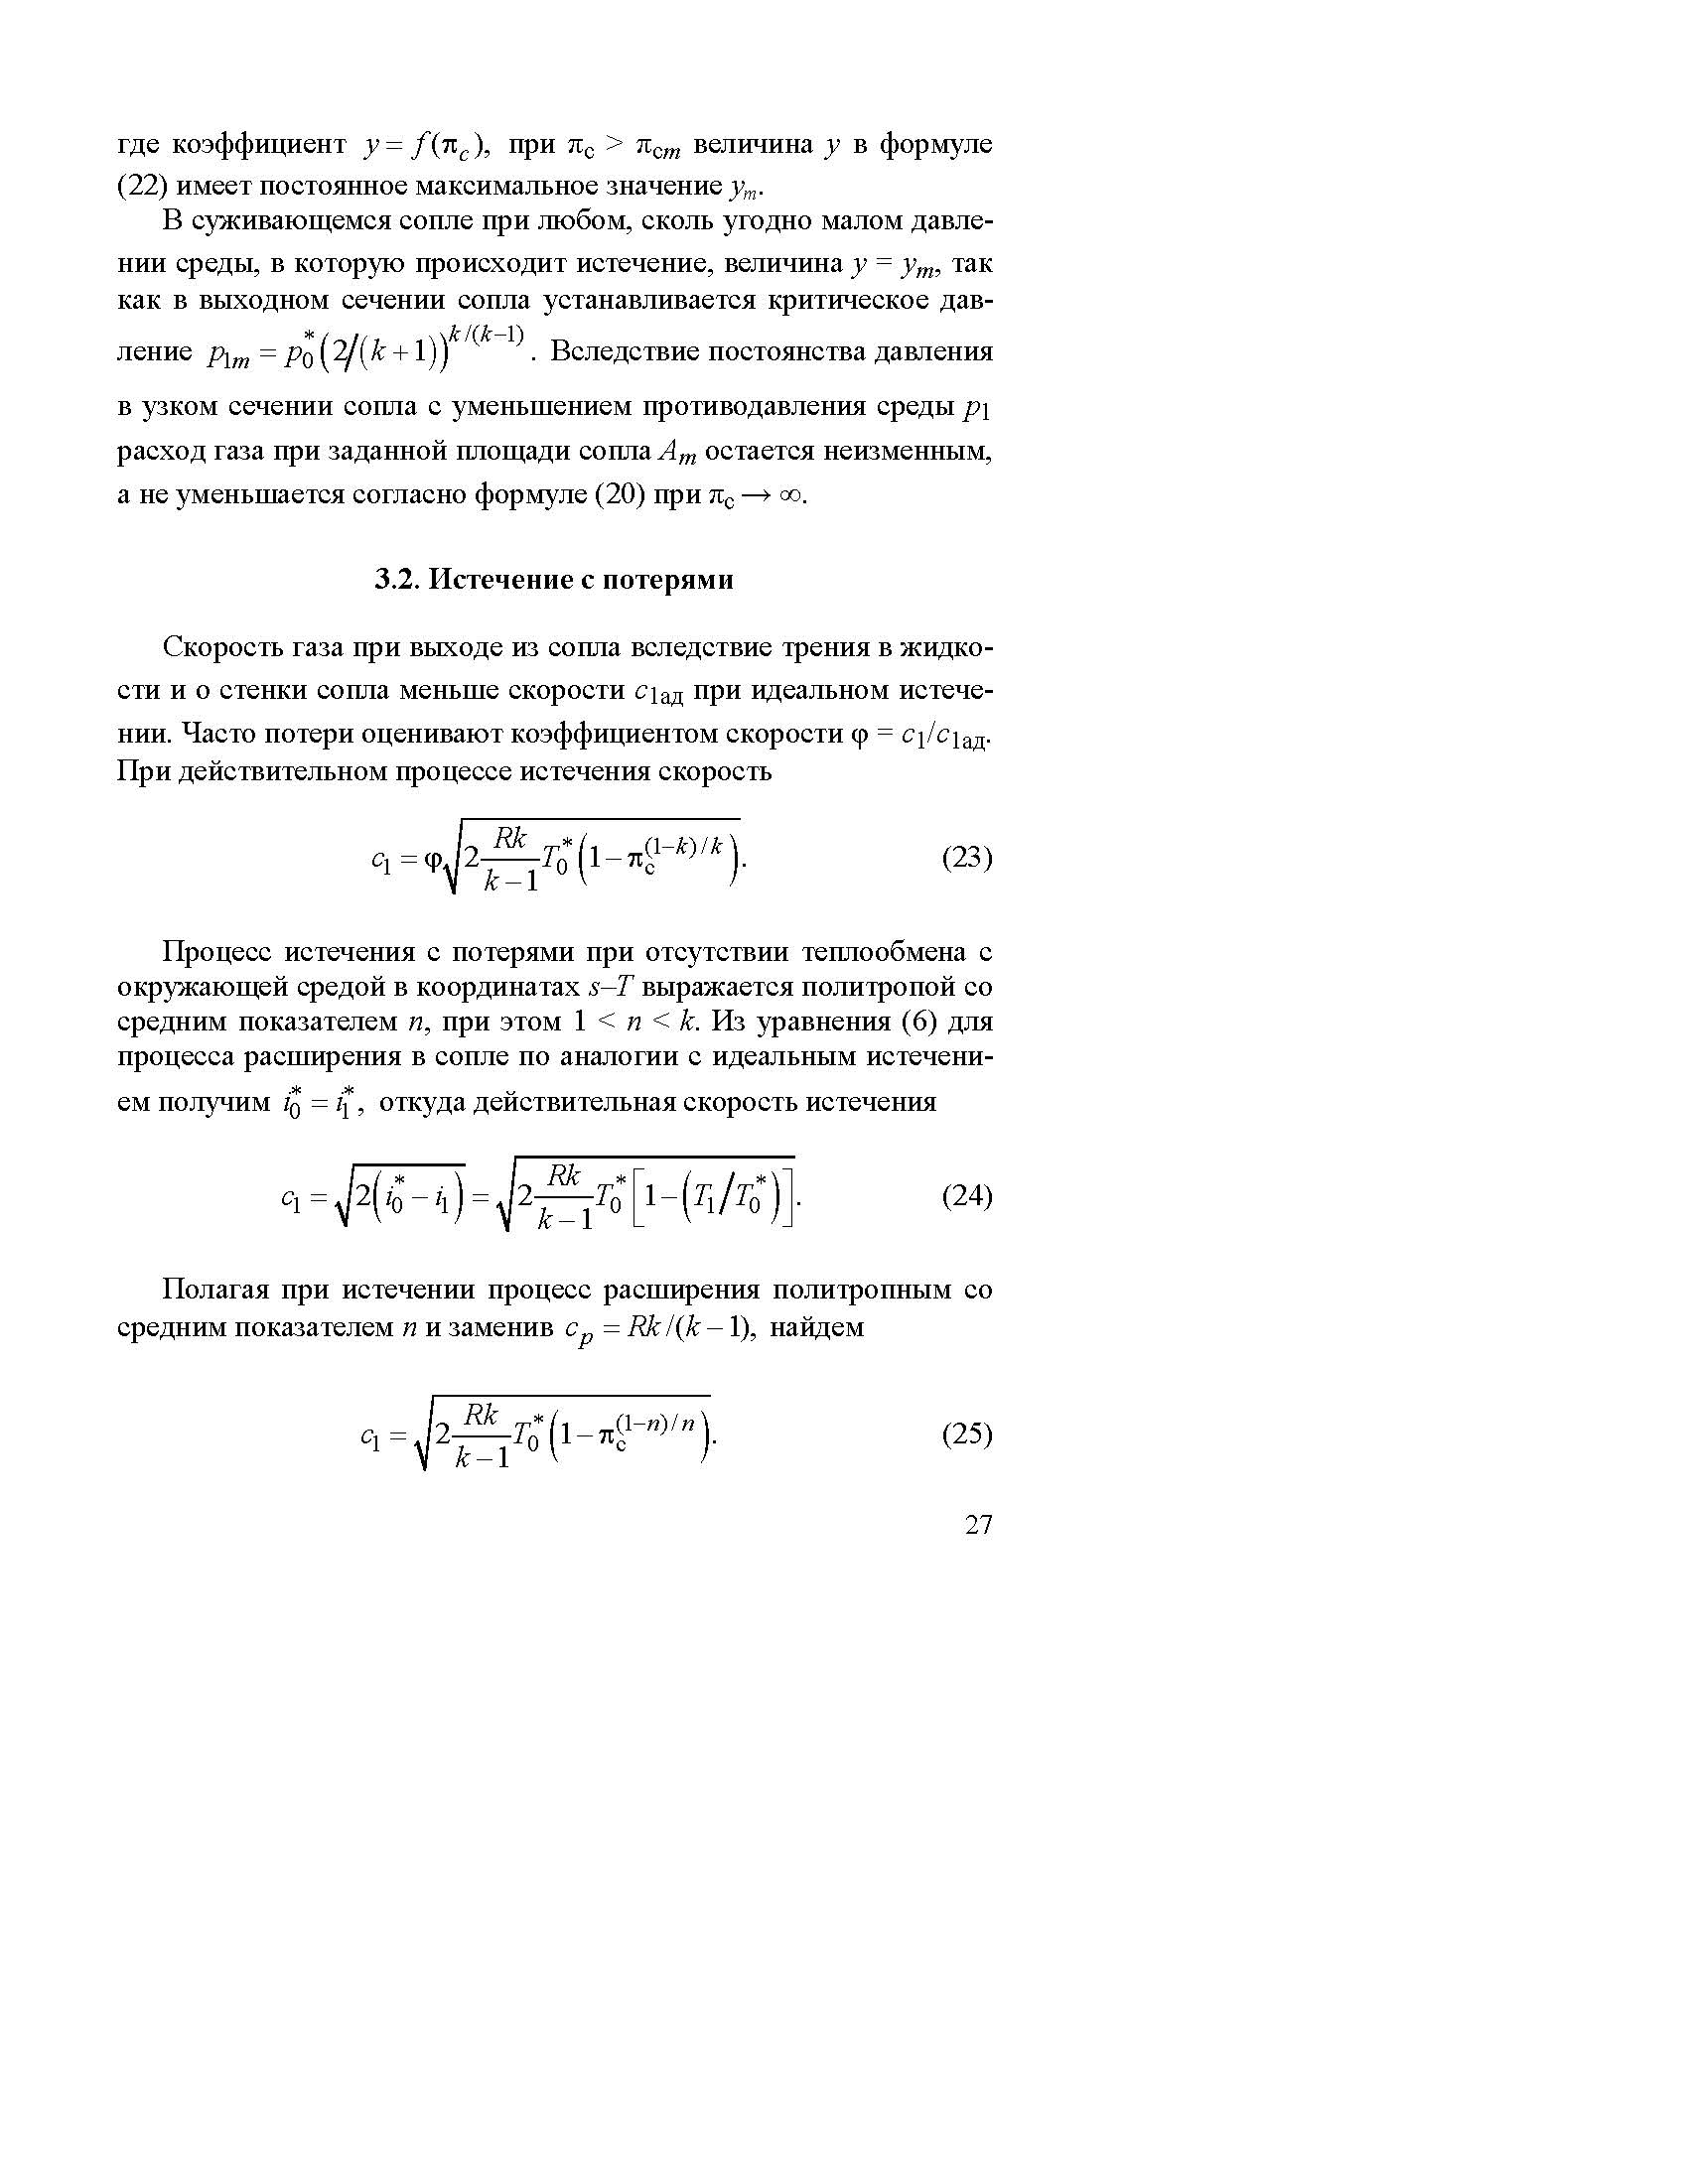 где коэффициент y = f(π_c), при π_с > π_сm величина y в формуле
(22) имеет постоянное максимальное значение y_m.
В суживающемся сопле при любом, сколь угодно малом давле-
нии среды, в которую происходит истечение, величина y = y_m, так
как в выходном сечении сопла устанавливается критическое дав-
ление p_1m = p_0^*(2/(k+1))^{k/(k–1)}. Вследствие постоянства давления
в узком сечении сопла с уменьшением противодавления среды p_1
расход газа при заданной площади сопла A_m остается неизменным,
а не уменьшается согласно формуле (20) при π_с → ∞.
3.2. Истечение с потерями
Скорость газа при выходе из сопла вследствие трения в жидко-
сти и о стенки сопла меньше скорости c_1ад при идеальном истече-
нии. Часто потери оценивают коэффициентом скорости φ = c_1/c_1ад.
При действительном процессе истечения скорость
c_1 = φ√(2 Rk/(k–1) T_0^*(1–π_с^{(1–k)/k})). (23)
Процесс истечения с потерями при отсутствии теплообмена с
окружающей средой в координатах s–T выражается политропой со
средним показателем n, при этом 1 < n < k. Из уравнения (6) для
процесса расширения в сопле по аналогии с идеальным истечени-
ем получим i_0^* = i_1^*, откуда действительная скорость истечения
c_1 = √(2(i_0^* – i_1)) = √(2 Rk/(k–1) T_0^*[1–(T_1/T_0^*)]). (24)
Полагая при истечении процесс расширения политропным со
средним показателем n и заменив c_p = Rk/(k–1), найдем
c_1 = √(2 Rk/(k–1) T_0^*(1–π_с^{(1–n)/n})). (25)
27